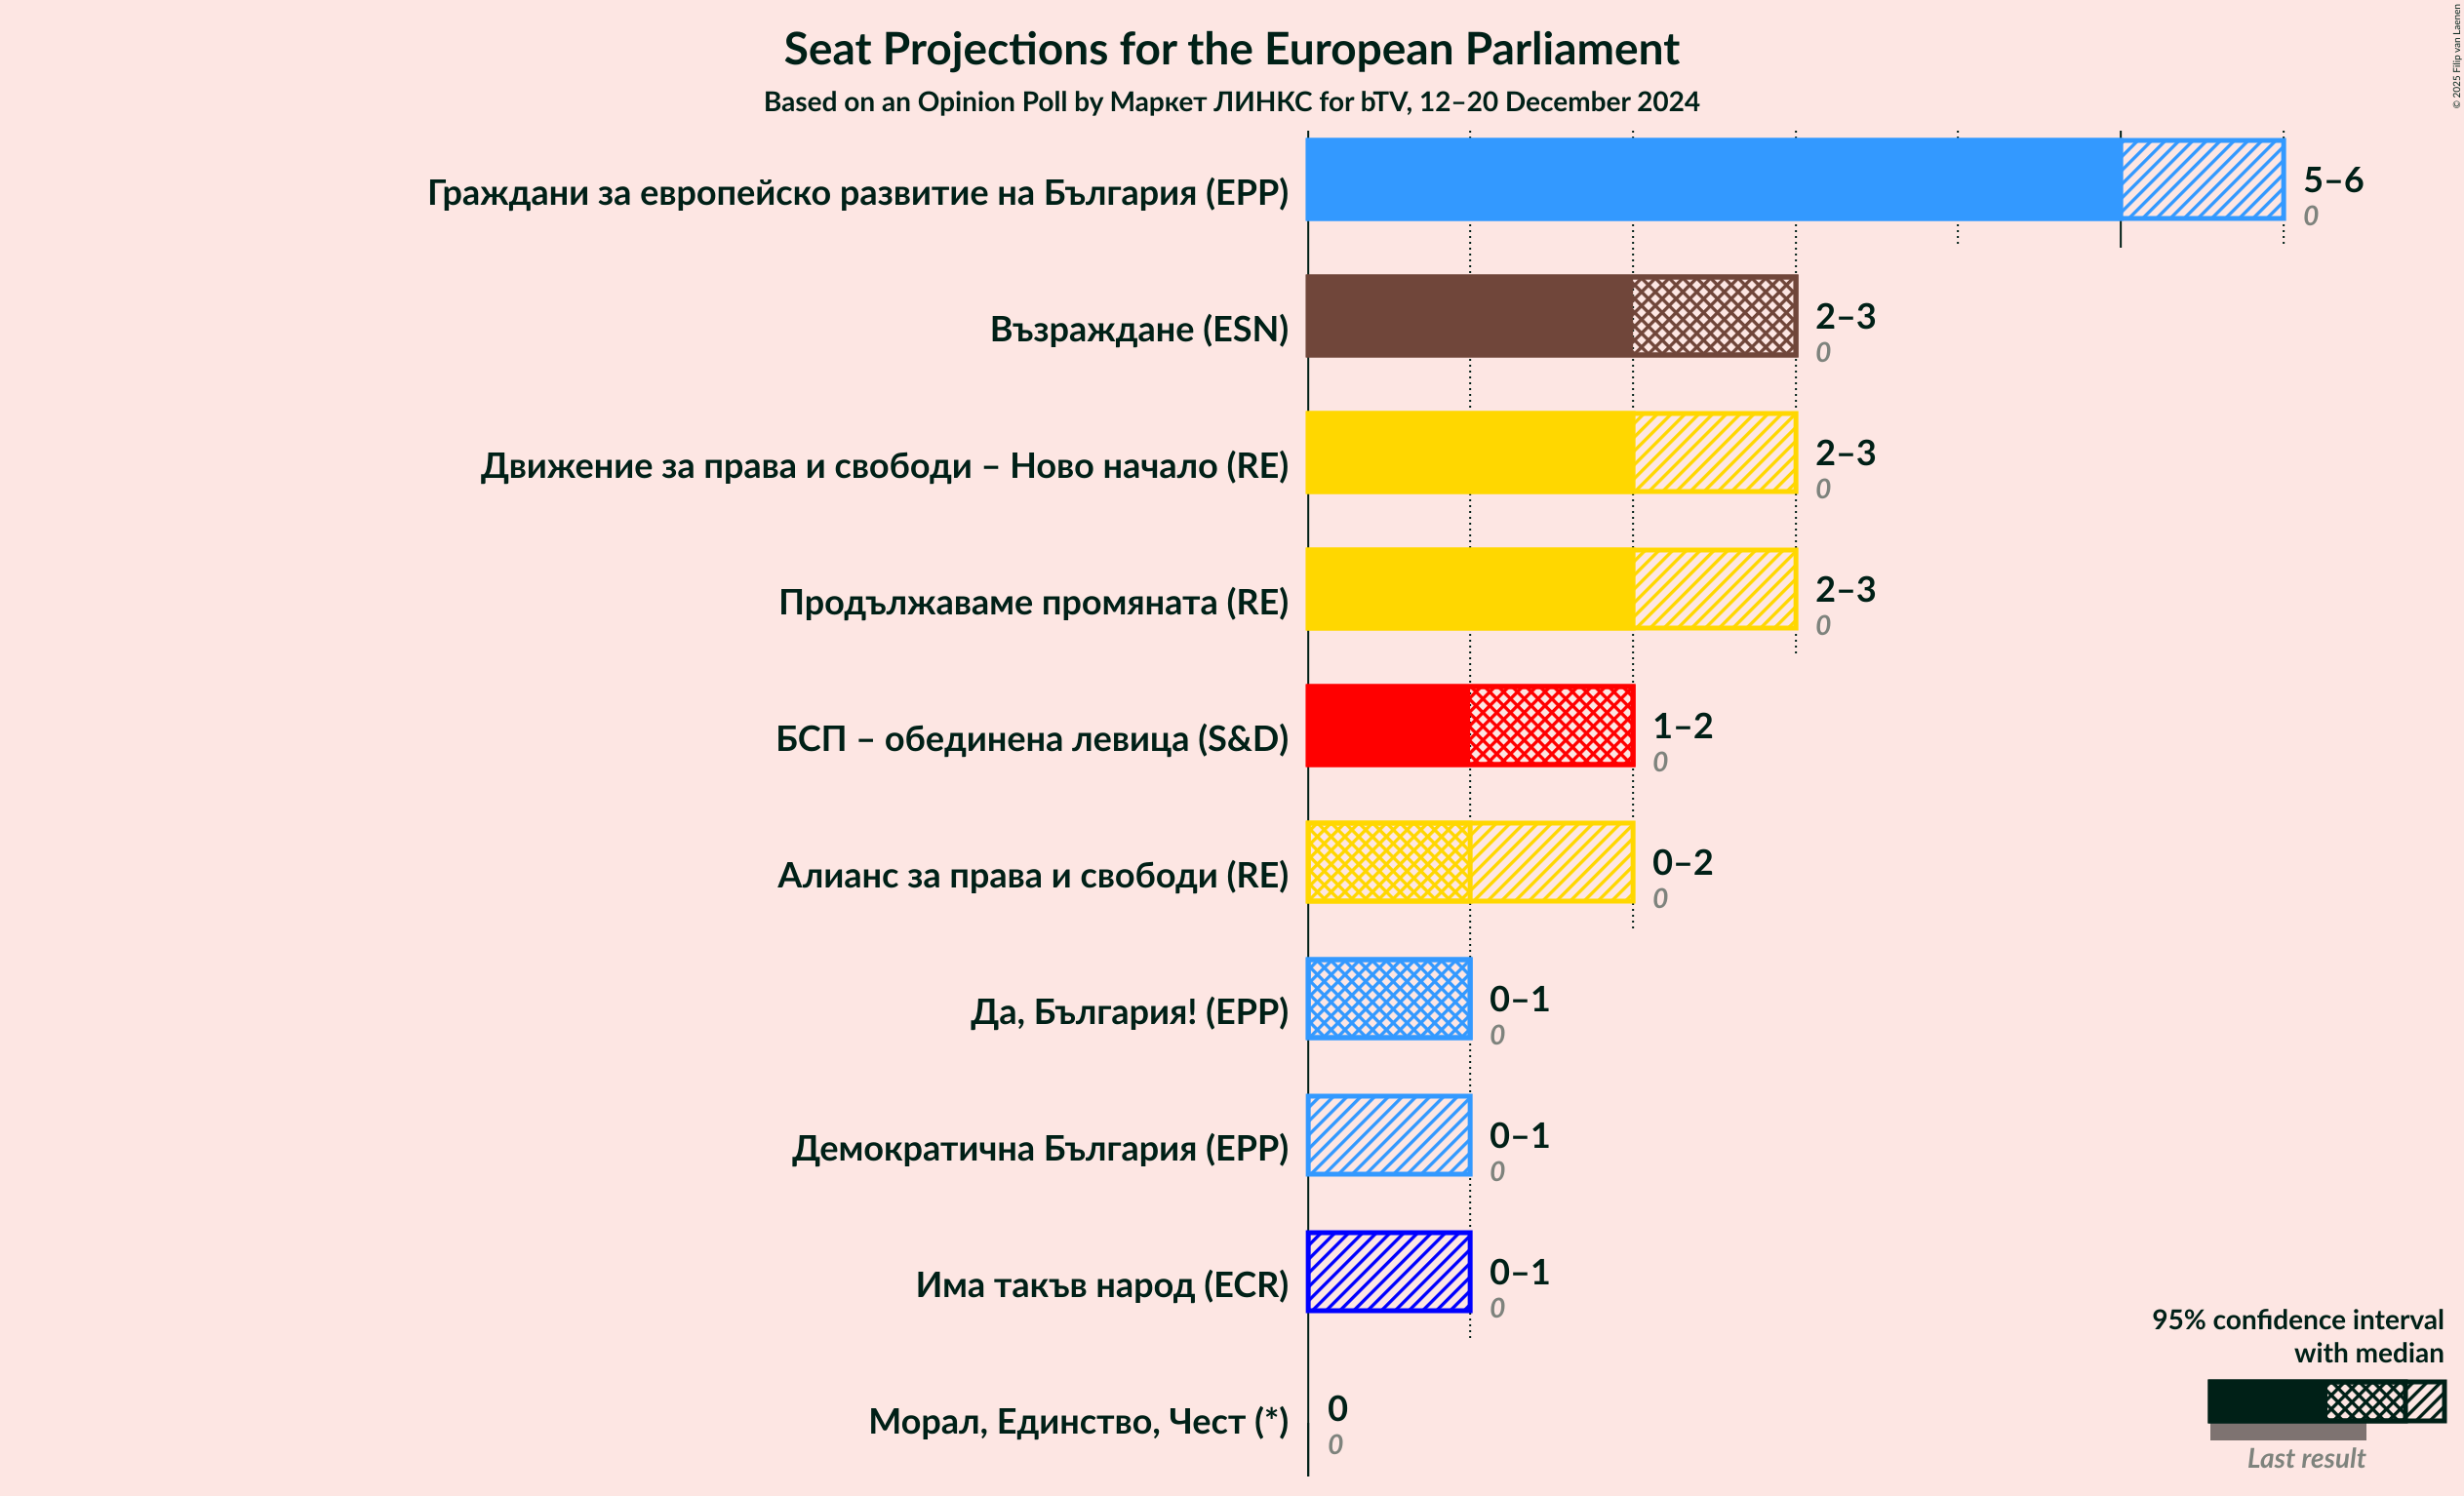 Seat Projections for the European Parliament
Based on an Opinion Poll by Маркет ЛИНКС for bTV, 12–20 December 2024
© 2025 Filip van Laenen
Граждани за европейско развитие на България (EPP)
5–6
0
Възраждане (ESN)
2–3
0
Движение за права и свободи – Ново начало (RE)
2–3
0
Продължаваме промяната (RE)
2–3
0
БСП – обединена левица (S&D)
1–2
0
Алианс за права и свободи (RE)
0–2
0
Да, България! (EPP)
0–1
0
Демократична България (EPP)
0–1
0
Има такъв народ (ECR)
0–1
0
Морал, Единство, Чест (*)
0
0
95% confidence interval
with median
Last result